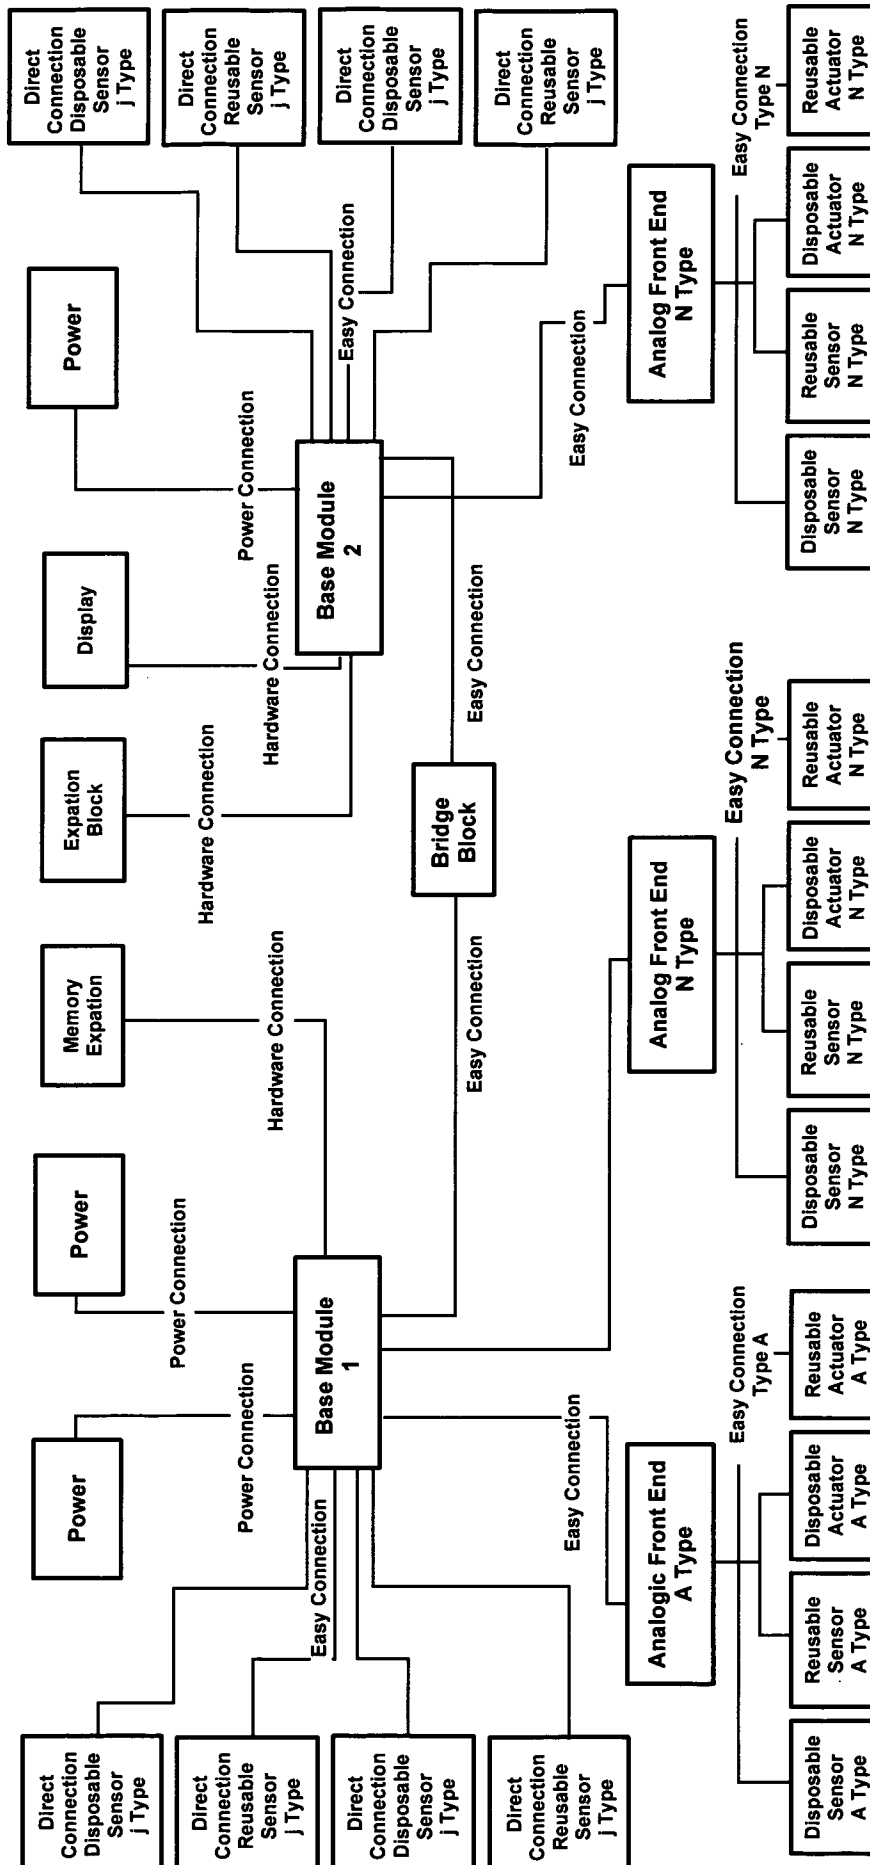 Direct
Connection
Disposable
Sensor
j Type
Direct
Connection
Reusable
Sensor
j Type
Direct
Connection
Disposable
Sensor
j Type
Direct
Connection
Reusable
Sensor
j Type
Power
Power
Memory
Expation
Expation
Block
Display
Power
Direct
Connection
Disposable
Sensor
j Type
Direct
Connection
Reusable
Sensor
j Type
Direct
Connection
Disposable
Sensor
j Type
Direct
Connection
Reusable
Sensor
j Type
Power Connection
Power Connection
Hardware Connection
Hardware Connection
Hardware Connection
Power Connection
Easy Connection
Base Module
1
Base Module
2
Easy Connection
Easy Connection
Bridge
Block
Easy Connection
Easy Connection
Easy Connection
Analogic Front End
A Type
Analog Front End
N Type
Analog Front End
N Type
Easy Connection
Type A
Easy Connection
N Type
Easy Connection
Type N
Disposable
Sensor
A Type
Reusable
Sensor
A Type
Disposable
Actuator
A Type
Reusable
Actuator
A Type
Disposable
Sensor
N Type
Reusable
Sensor
N Type
Disposable
Actuator
N Type
Reusable
Actuator
N Type
Disposable
Sensor
N Type
Reusable
Sensor
N Type
Disposable
Actuator
N Type
Reusable
Actuator
N Type